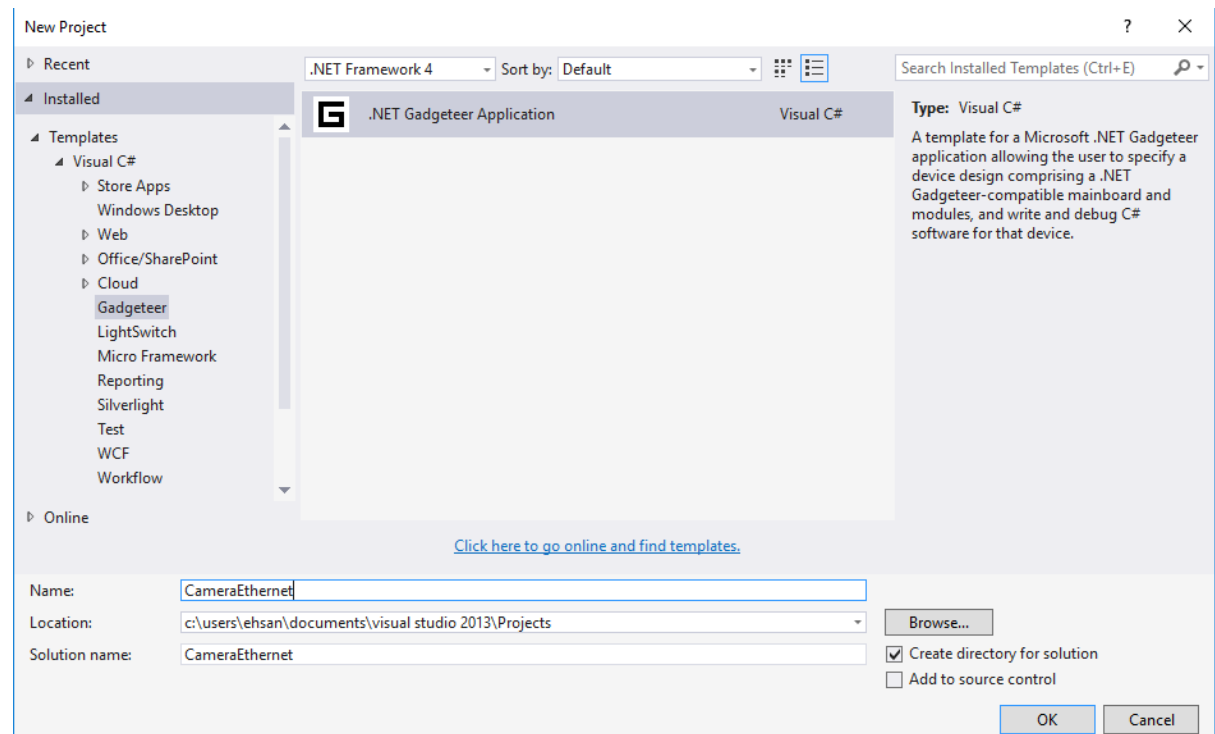 New Project
?
Recent
.NET Framework 4
Sort by: Default
Search Installed Templates (Ctrl+E)
Installed
Templates
Visual C#
Store Apps
Windows Desktop
Web
Office/SharePoint
Cloud
Gadgeteer
LightSwitch
Micro Framework
Reporting
Silverlight
Test
WCF
Workflow
Online
.NET Gadgeteer Application
Visual C#
Type: Visual C#
A template for a Microsoft .NET Gadgeteer
application allowing the user to specify a
device design comprising a .NET
Gadgeteer-compatible mainboard and
modules, and write and debug C#
software for that device.
Click here to go online and find templates.
Name: CameraEthernet
Location: c:\users\ehsan\documents\visual studio 2013\Projects
Browse...
Solution name: CameraEthernet
Create directory for solution
Add to source control
OK
Cancel